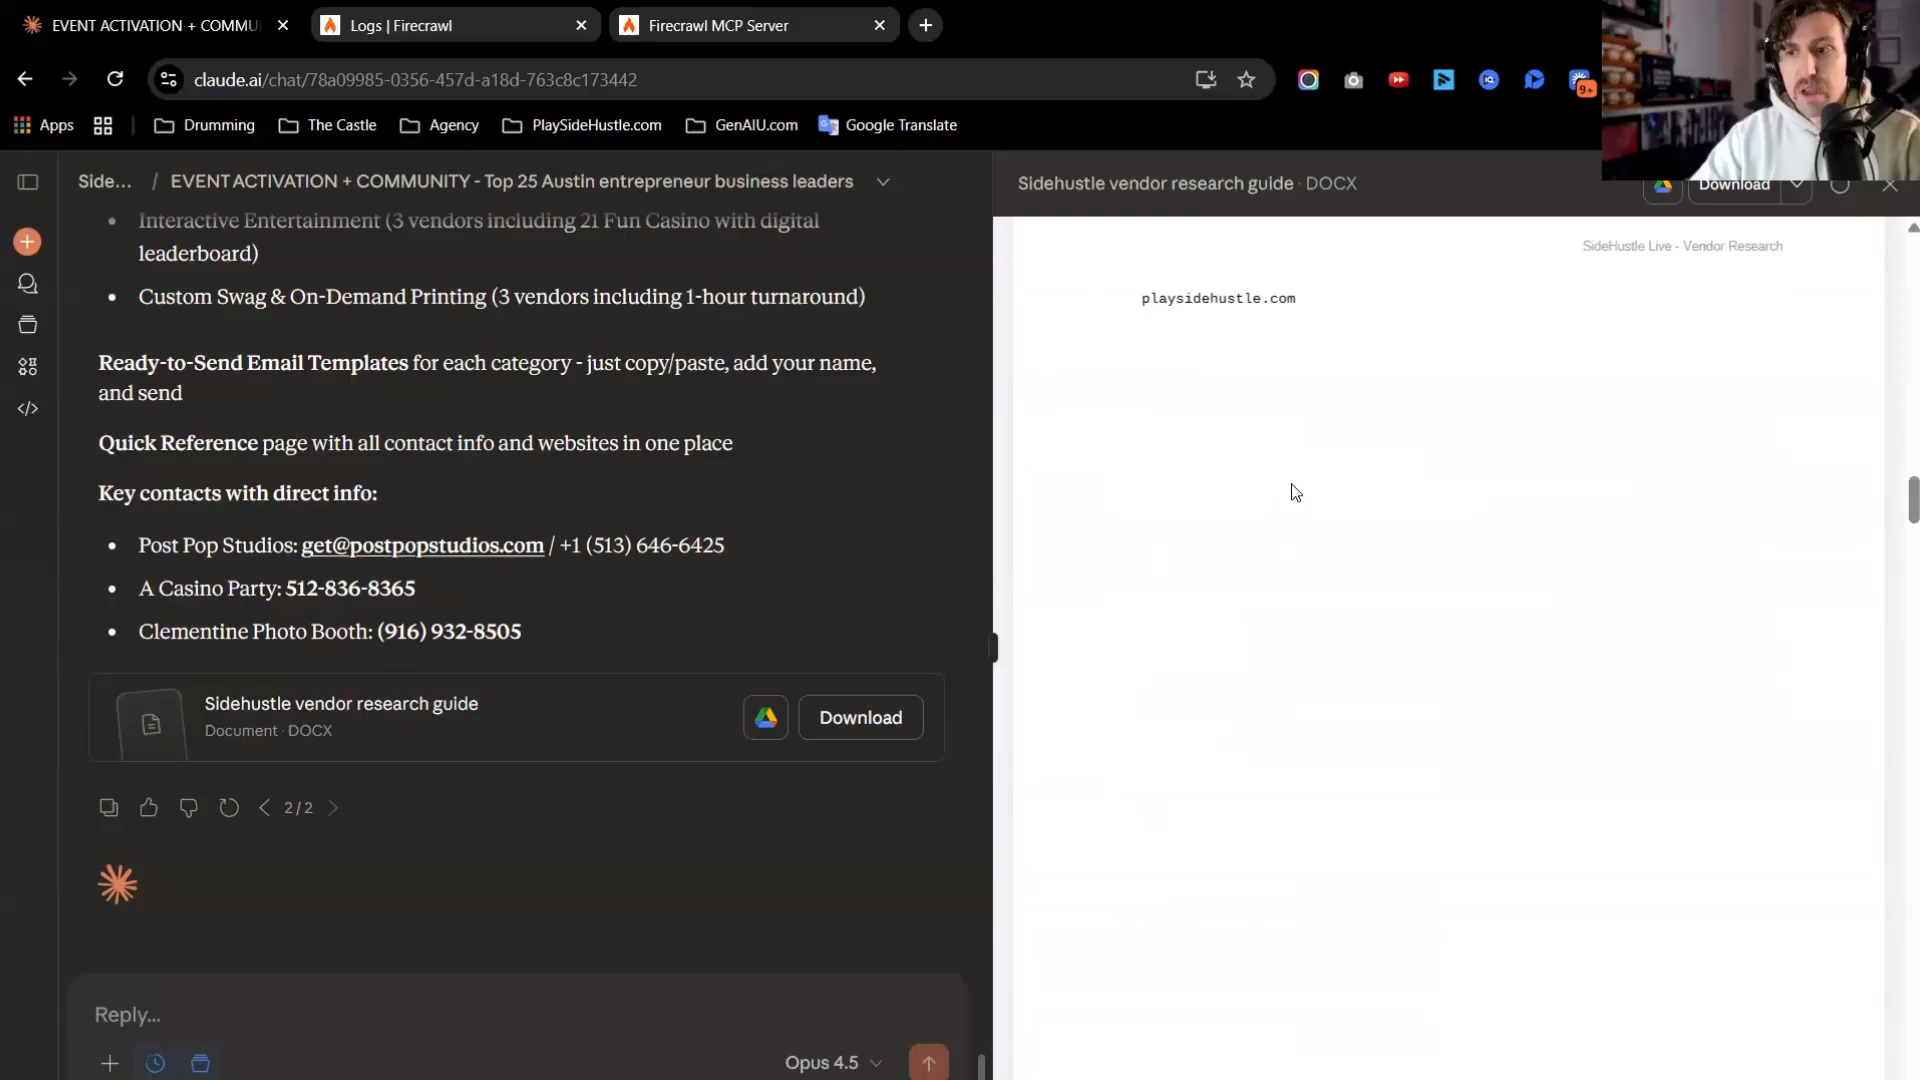 EVENT ACTIVATION + COMMU
Logs | Firecrawl
Firecrawl MCP Server
claude.ai/chat/78a09985-0356-457d-a18d-763c8c173442
9+
Apps
Drumming
The Castle
Agency
PlaySideHustle.com
GenAIU.com
Google Translate
Side... / EVENT ACTIVATION + COMMUNITY - Top 25 Austin entrepreneur business leaders
Sidehustle vendor research guide · DOCX
Download
• Interactive Entertainment (3 vendors including 21 Fun Casino with digital
leaderboard)
• Custom Swag & On-Demand Printing (3 vendors including 1-hour turnaround)
Ready-to-Send Email Templates for each category - just copy/paste, add your name,
and send
Quick Reference page with all contact info and websites in one place
Key contacts with direct info:
• Post Pop Studios: get@postpopstudios.com / +1 (513) 646-6425
• A Casino Party: 512-836-8365
• Clementine Photo Booth: (916) 932-8505
Sidehustle vendor research guide
Document · DOCX
Download
2 / 2
Reply...
Opus 4.5
SideHustle Live - Vendor Research
playsidehustle.com